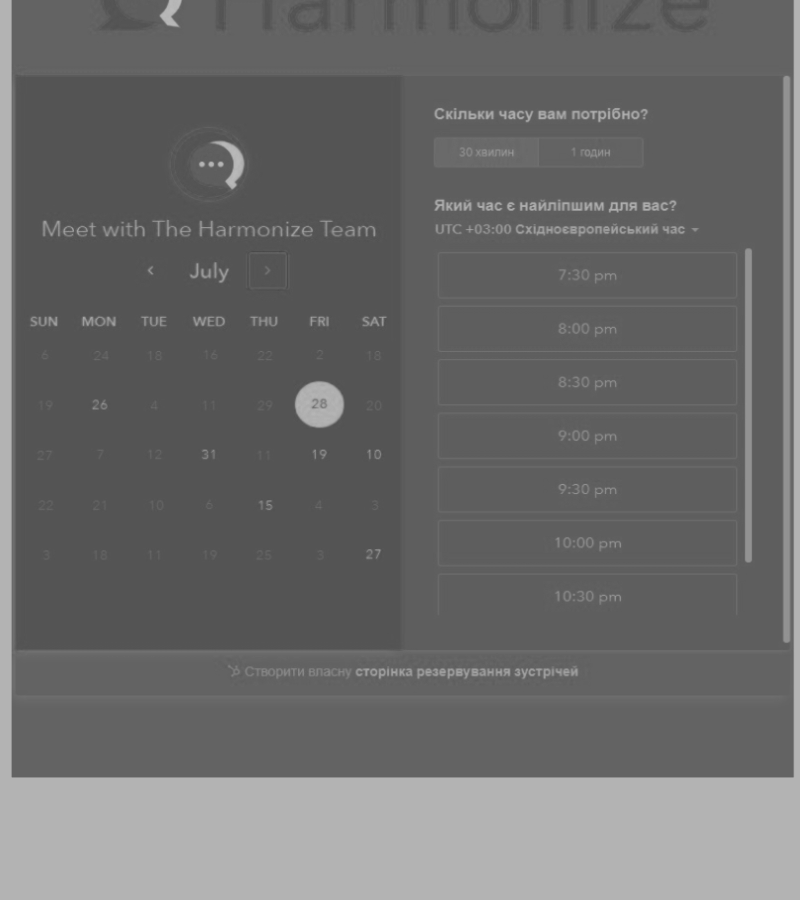 Harmonize
Meet with The Harmonize Team
July
SUN MON TUE WED THU FRI SAT
6 24 18 16 22 2 18
19 26 4 11 29 28 20
27 7 12 31 11 19 10
22 21 10 6 15 4 3
3 18 11 19 25 3 27
Скільки часу вам потрібно?
30 хвилин 1 годин
Який час є найліпшим для вас?
UTC +03:00 Східноєвропейський час
7:30 pm
8:00 pm
8:30 pm
9:00 pm
9:30 pm
10:00 pm
10:30 pm
Створити власну сторінка резервування зустрічей